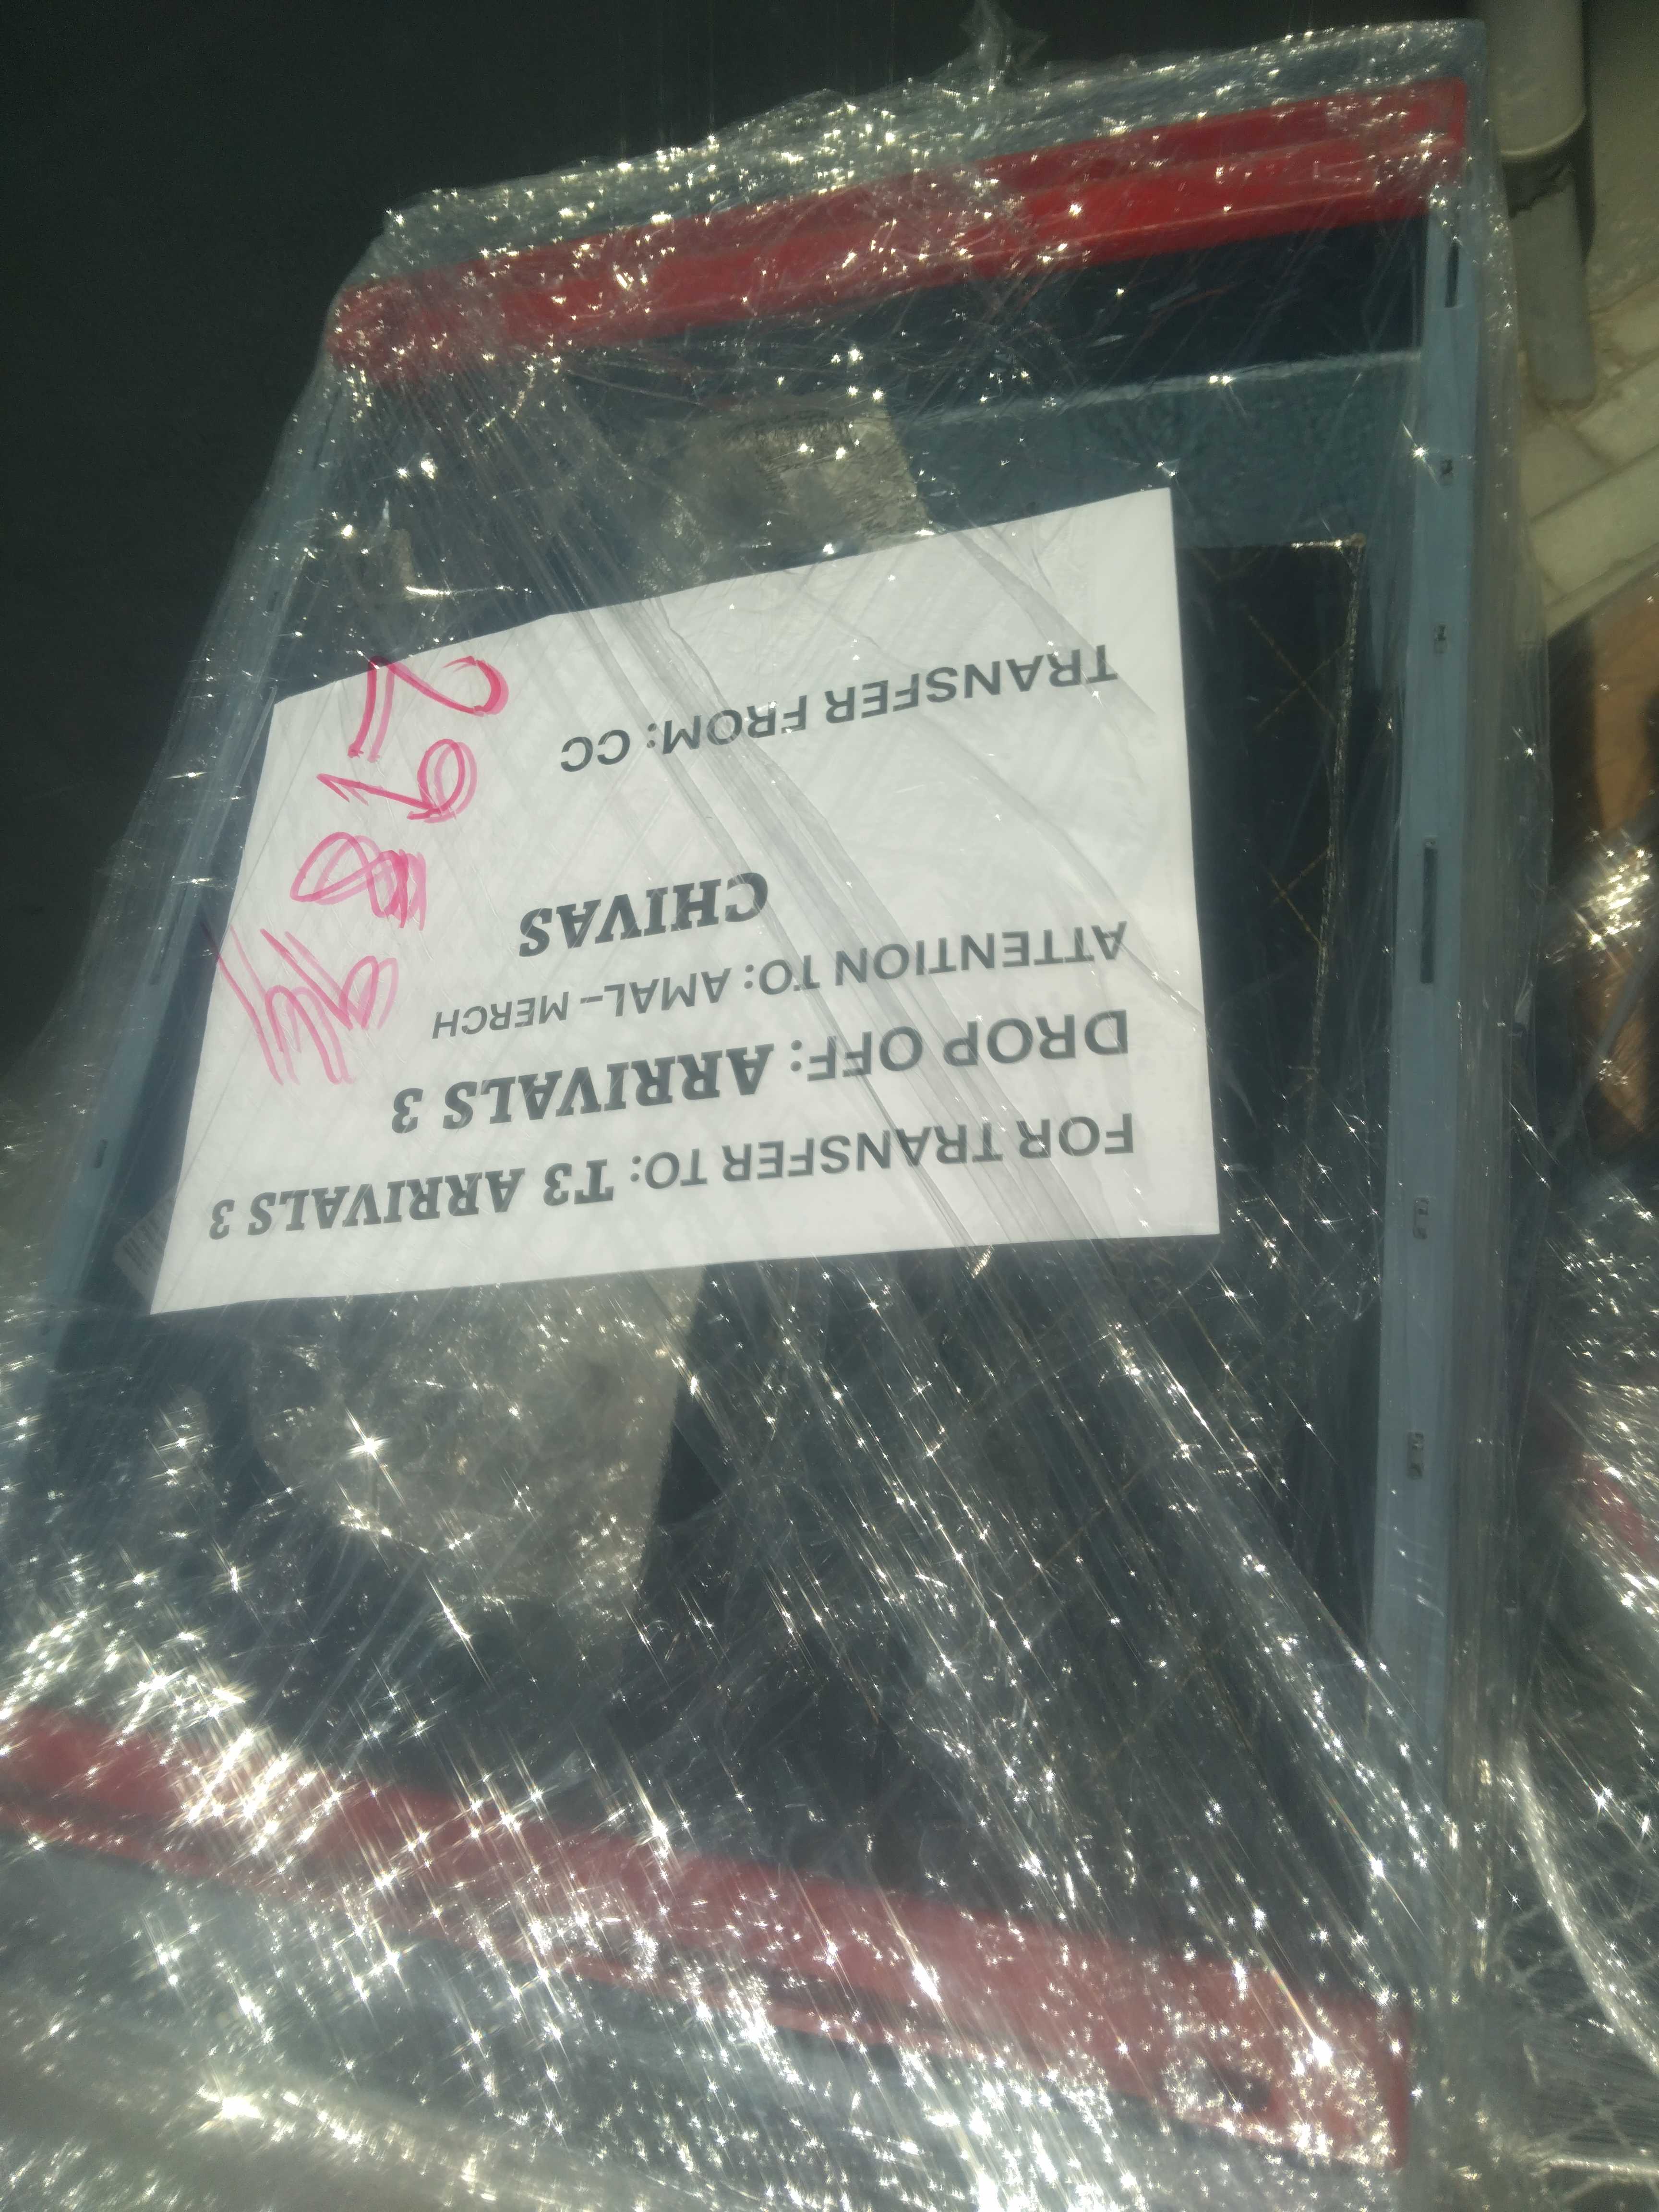 FOR TRANSFER TO: T3 ARRIVALS 3
DROP OFF: ARRIVALS 3
ATTENTION TO: AMAL- MERCH
CHIVAS
TRANSFER FROM: CC